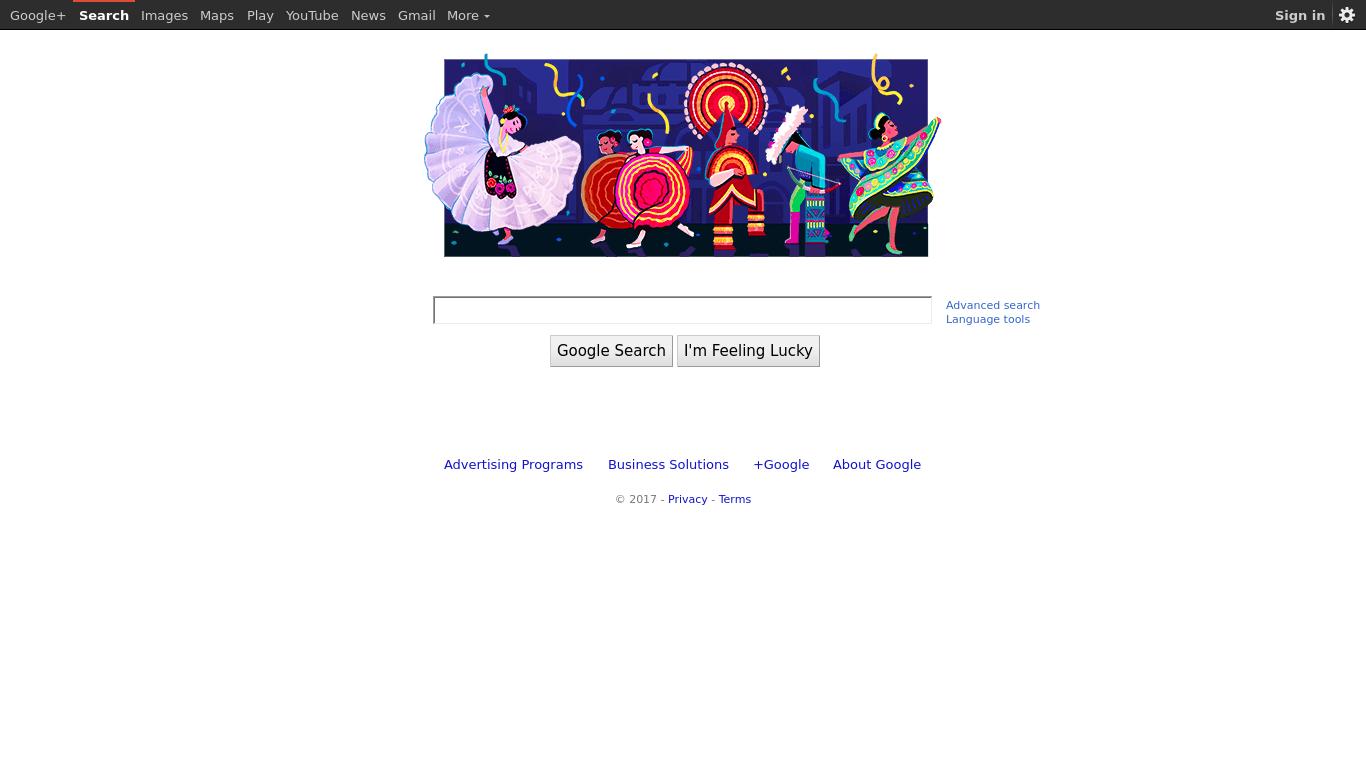 Google+ Search Images Maps Play YouTube News Gmail More Sign in
Advanced search
Language tools
Google Search I'm Feeling Lucky
Advertising Programs Business Solutions +Google About Google
© 2017 - Privacy - Terms